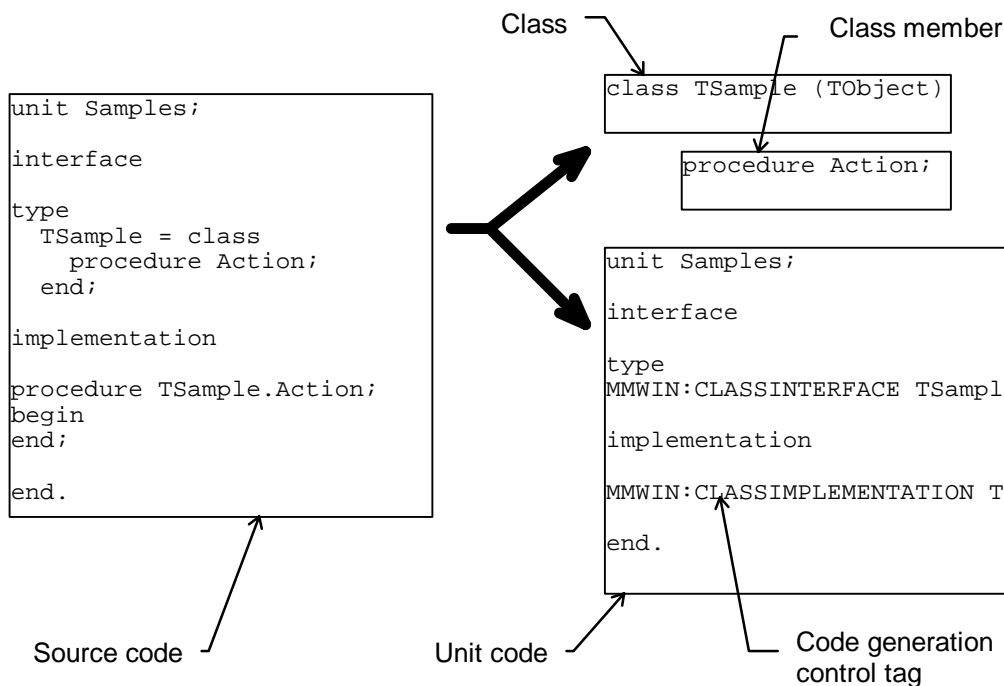 Class
Class member
unit Samples;
interface
type
TSample = class
procedure Action;
end;
implementation
procedure TSample.Action;
begin
end;
end.
class TSample (TObject)
procedure Action;
unit Samples;
interface
type
MMWIN:CLASSINTERFACE TSampl
implementation
MMWIN:CLASSIMPLEMENTATION T
end.
Source code
Unit code
Code generation
control tag